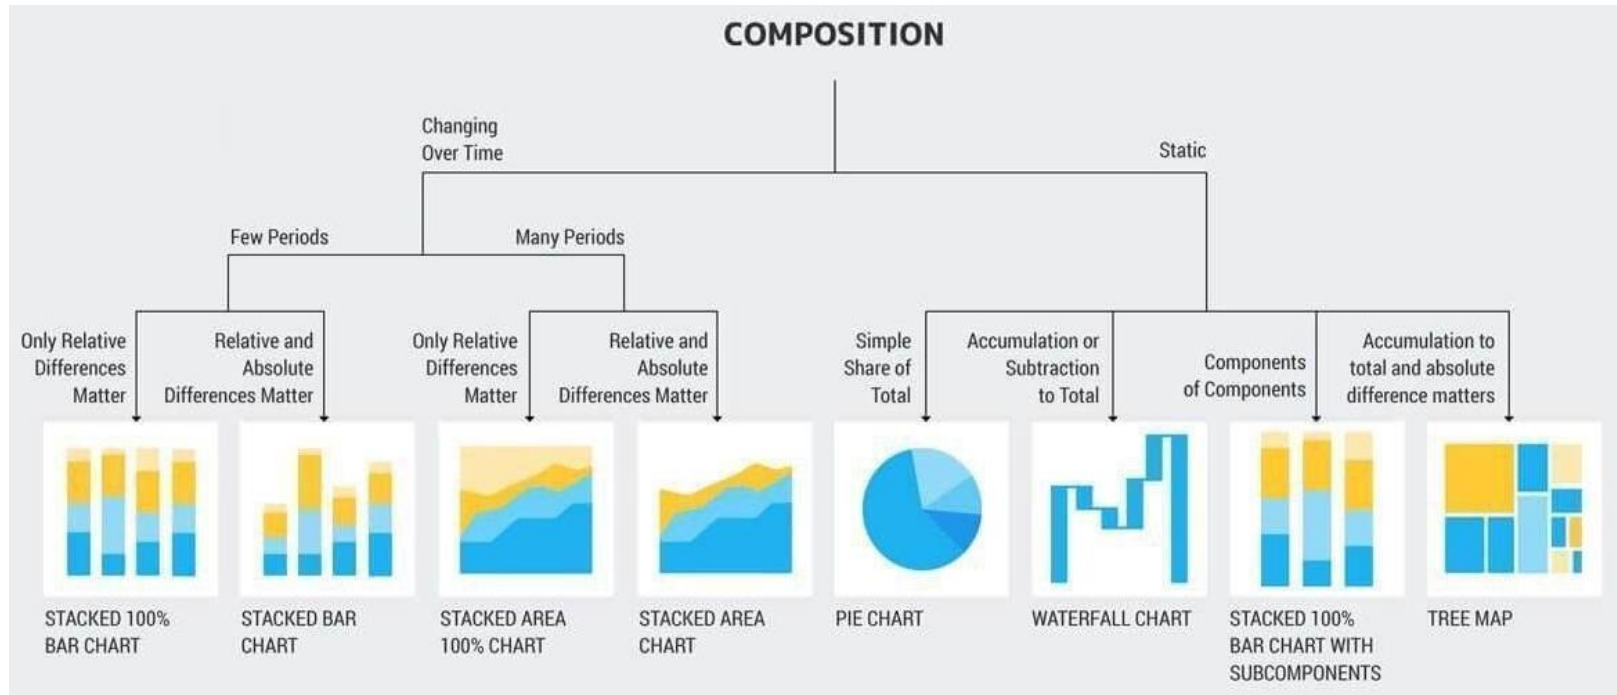 COMPOSITION
Changing
Over Time
Static
Few Periods
Many Periods
Only Relative
Differences
Matter
Relative and
Absolute
Differences Matter
Only Relative
Differences
Matter
Relative and
Absolute
Differences Matter
Simple
Share of
Total
Accumulation or
Subtraction
to Total
Components
of Components
Accumulation to
total and absolute
difference matters
STACKED 100%
BAR CHART
STACKED BAR
CHART
STACKED AREA
100% CHART
STACKED AREA
CHART
PIE CHART
WATERFALL CHART
STACKED 100%
BAR CHART WITH
SUBCOMPONENTS
TREE MAP